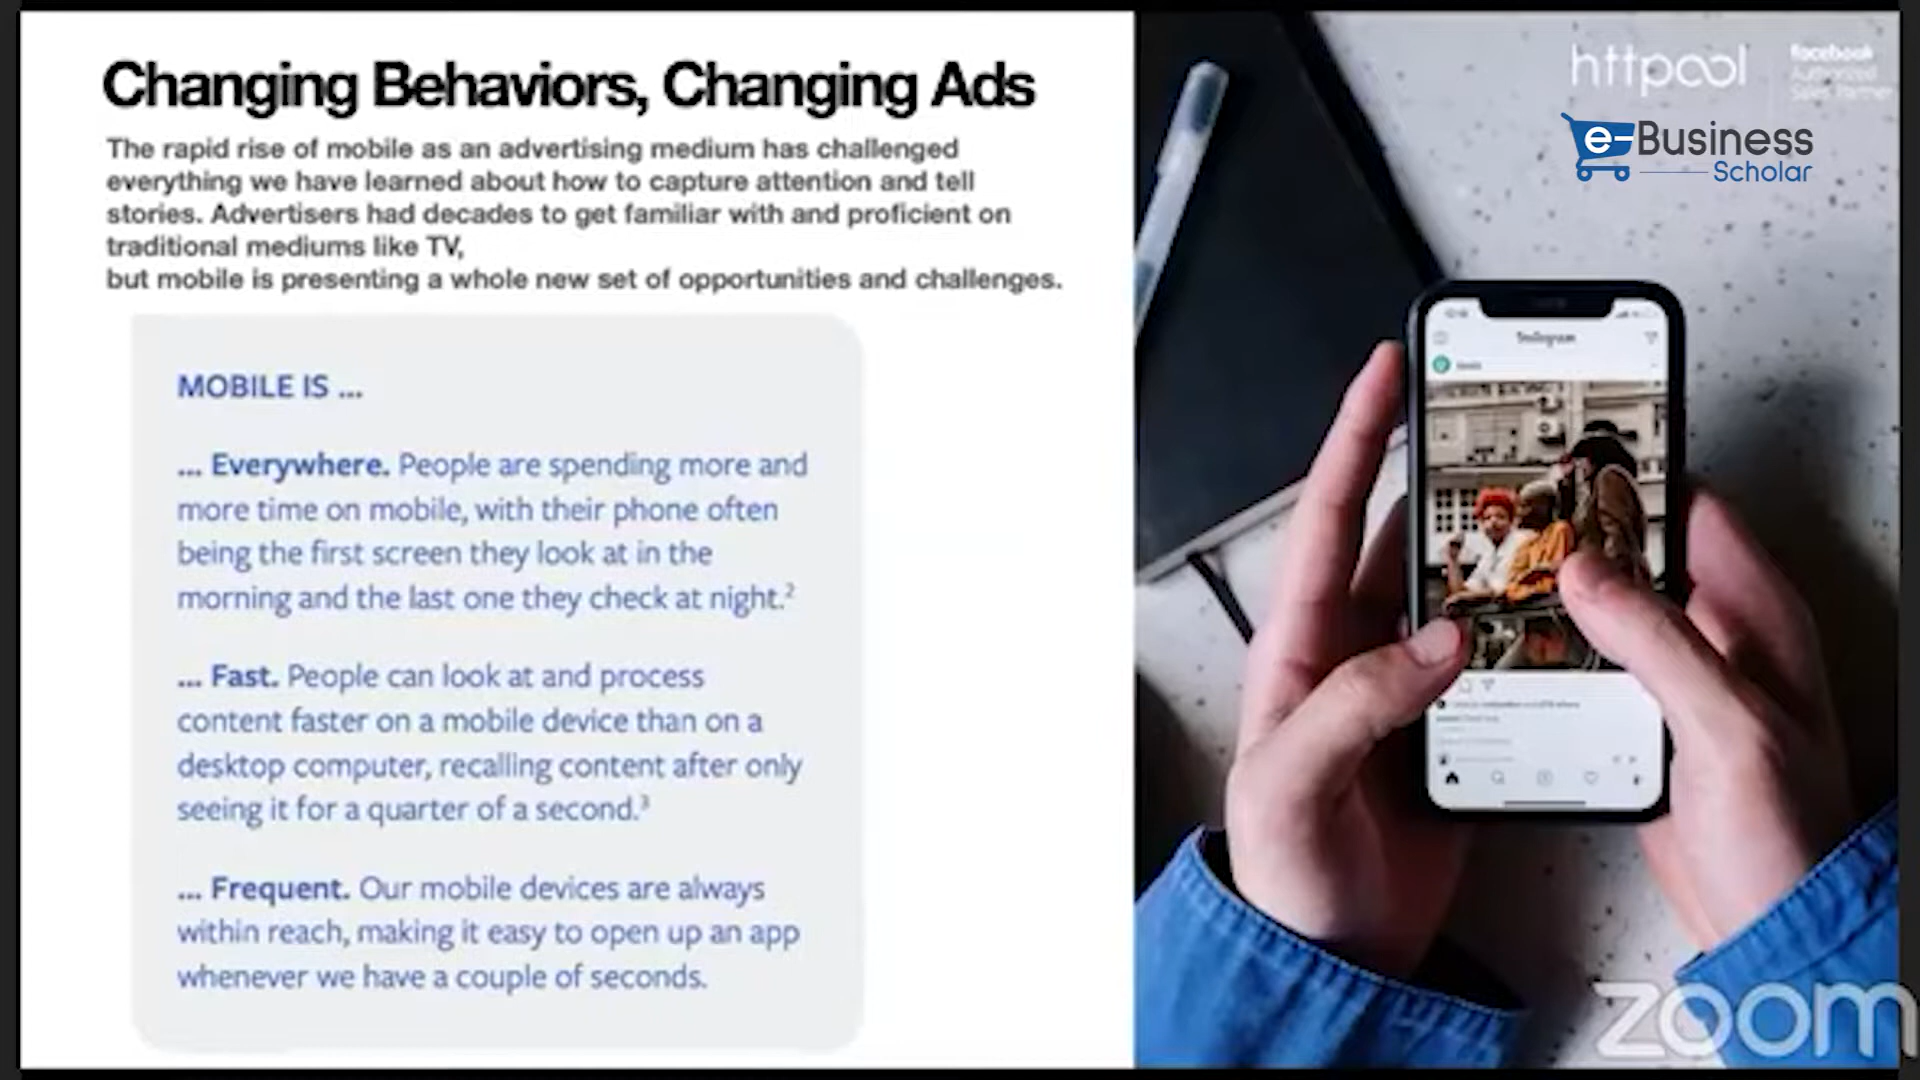 Changing Behaviors, Changing Ads
The rapid rise of mobile as an advertising medium has challenged
everything we have learned about how to capture attention and tell
stories. Advertisers had decades to get familiar with and proficient on
traditional mediums like TV,
but mobile is presenting a whole new set of opportunities and challenges.
MOBILE IS ...
... Everywhere. People are spending more and
more time on mobile, with their phone often
being the first screen they look at in the
morning and the last one they check at night.²
... Fast. People can look at and process
content faster on a mobile device than on a
desktop computer, recalling content after only
seeing it for a quarter of a second.³
... Frequent. Our mobile devices are always
within reach, making it easy to open up an app
whenever we have a couple of seconds.
httpool
facebook
Authorized
Sales Partner
e-Business
Scholar
Instagram
zoom